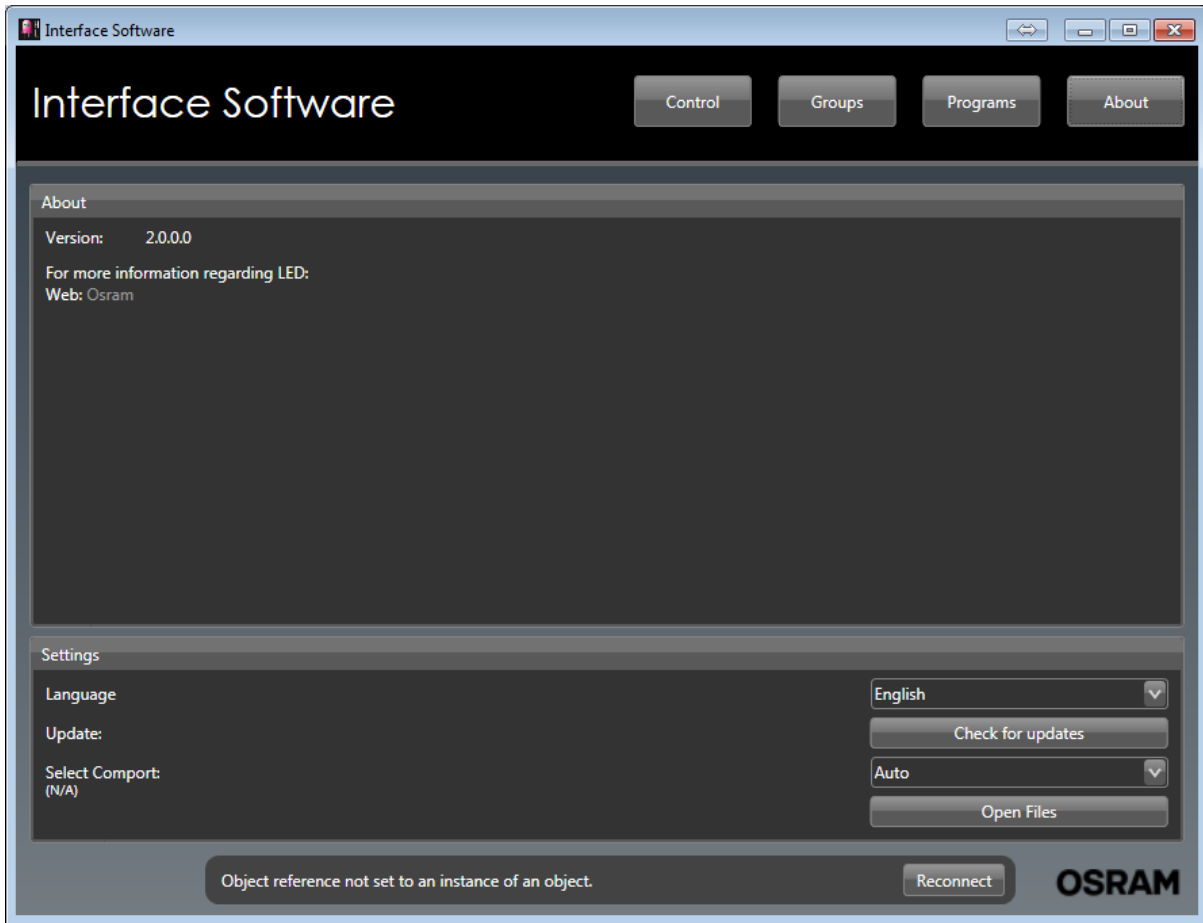 Interface Software
Interface Software
Control
Groups
Programs
About
About
Version: 2.0.0.0
For more information regarding LED:
Web: Osram
Settings
Language
English
Update:
Check for updates
Select Comport:
Auto
(N/A)
Open Files
Object reference not set to an instance of an object.
Reconnect
OSRAM